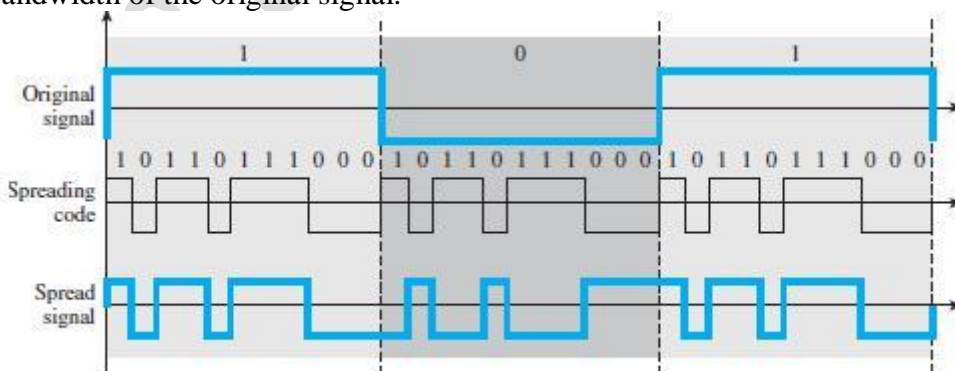 bandwidth of the original signal.
1 0 1
Original
signal
1 0 1 1 0 1 1 1 0 0 0 1 0 1 1 0 1 1 1 0 0 0 1 0 1 1 0 1 1 1 0 0 0
Spreading
code
Spread
signal